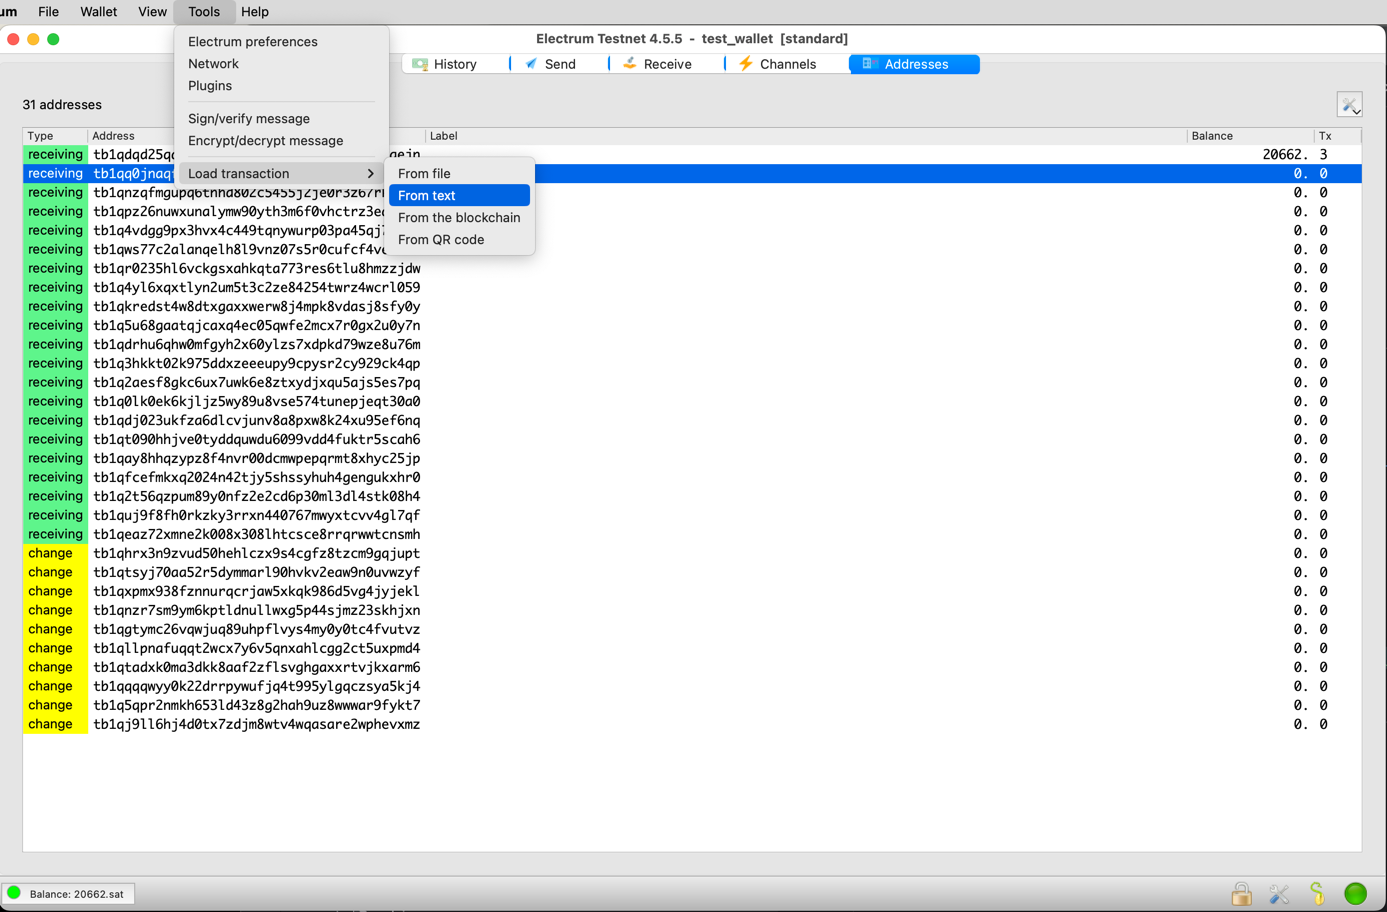 um File Wallet View Tools Help
Electrum Testnet 4.5.5 - test_wallet [standard]
Electrum preferences
Network
Plugins
Sign/verify message
Encrypt/decrypt message
Load transaction
From file
From text
From the blockchain
From QR code
History Send Receive Channels Addresses
31 addresses
Type Address Label Balance Tx
receiving tb1qdqd25q 20662. 3
receiving tb1qq0jnaq 0. 0
receiving 0. 0
receiving tb1qpz26nuwxunalymw90yth3m6f0vhctrz3e 0. 0
receiving tb1q4vdgg9px3hvx4c449tqnywurp03pa45qj 0. 0
receiving tb1qws77c2alanqelh8l9vnz07s5r0cufcf4v 0. 0
receiving tb1qr0235hl6vckgsxahkqta773res6tlu8hmzzjdw 0. 0
receiving tb1q4yl6xqxtlyn2um5t3c2ze84254twrz4wcrl059 0. 0
receiving tb1qkredst4w8dtxgaxxwerw8j4mpk8vdasj8sfy0y 0. 0
receiving tb1q5u68gaatqjcaxq4ec05qwfe2mcx7r0gx2u0y7n 0. 0
receiving tb1qdrhu6qhw0mfgyh2x60ylzs7xdpkd79wze8u76m 0. 0
receiving tb1q3hkkt02k975ddxzeeeupy9cpysr2cy929ck4qp 0. 0
receiving tb1q2aesf8gkc6ux7uwk6e8ztxydjxqu5ajs5es7pq 0. 0
receiving tb1q0lk0ek6kjljz5wy89u8vse574tunepjeqt30a0 0. 0
receiving tb1qdj023ukfza6dlcvjunv8a8pxw8k24xu95ef6nq 0. 0
receiving tb1qt090hhjve0tyddquwdu6099vdd4fuktr5scah6 0. 0
receiving tb1qay8hhqzypz8f4nvr00dcmwpepqrmt8xhyc25jp 0. 0
receiving tb1qfcefmkxq2024n42tjy5shssyhuh4gengukxhr0 0. 0
receiving tb1q2t56qzpum89y0nfz2e2cd6p30ml3dl4stk08h4 0. 0
receiving tb1quj9f8fh0rkzky3rrxn440767mwyxtcvv4gl7qf 0. 0
receiving tb1qeaz72xmne2k008x308lhtcsce8rrqrwwtcnsmh 0. 0
change tb1qhrx3n9zvud50hehlczx9s4cgfz8tzcm9gqjupt 0. 0
change tb1qtsyj70aa52r5dymmarl90hvkv2eaw9n0uvwzyf 0. 0
change tb1qxpmx938fznnurqcrjaw5xkqk986d5vg4jyjekl 0. 0
change tb1qnzr7sm9ym6kptldnullwxg5p44sjmz23skhjxn 0. 0
change tb1qgtymc26vqwjuq89uhpflvys4my0y0tc4fvutvz 0. 0
change tb1qllpnafuqqt2wcx7y6v5qnxahlcgg2ct5uxpmd4 0. 0
change tb1qtadxk0ma3dkk8aaf2zflsvghgaxxrtvjkxarm6 0. 0
change tb1qqqqwyy0k22drrpywufjq4t995ylgqczsya5kj4 0. 0
change tb1q5qpr2nmkh653ld43z8g2hah9uz8wwwar9fykt7 0. 0
change tb1qj9ll6hj4d0tx7zdjm8wtv4wqasare2wphevxmz 0. 0
Balance: 20662.sat